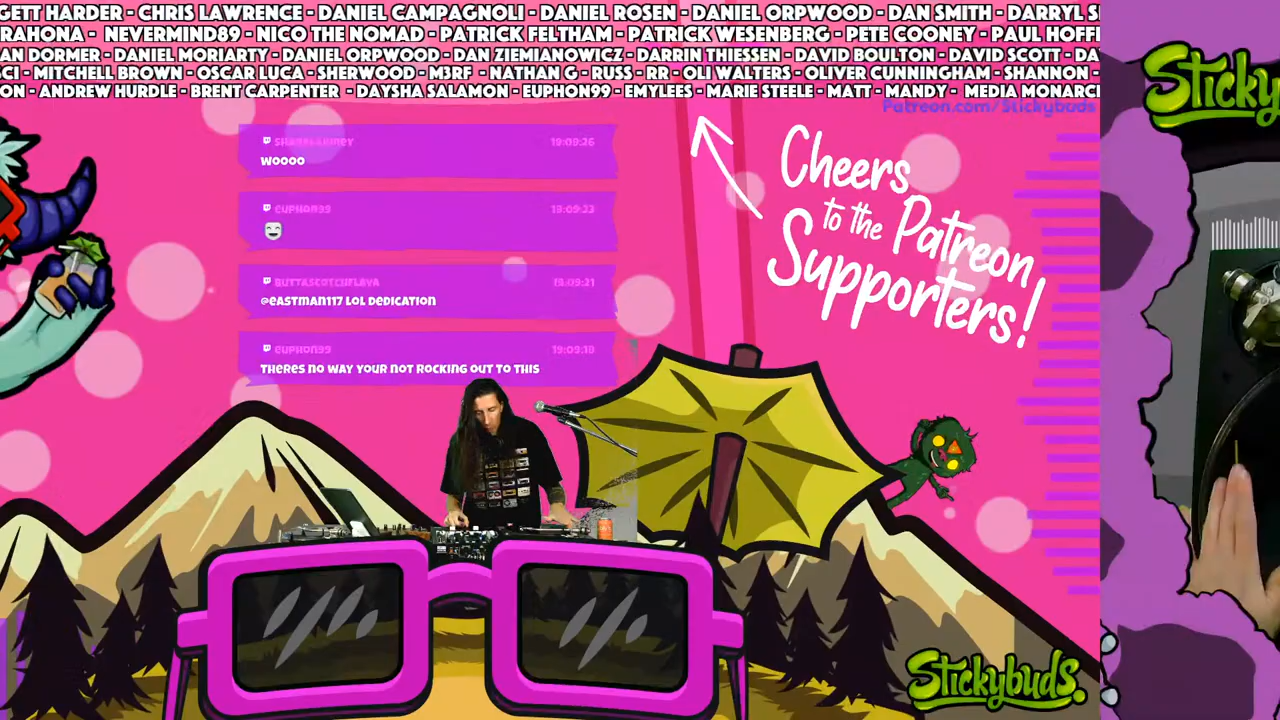 GETT HARDER - CHRIS LAWRENCE - DANIEL CAMPAGNOLI - DANIEL ROSEN - DANIEL ORPWOOD - DAN SMITH - DARRYL S
RAHONA - NEVERMIND89 - NICO THE NOMAD - PATRICK FELTHAM - PATRICK WESENBERG - PETE COONEY - PAUL HOFF
AN DORMER - DANIEL MORIARTY - DANIEL ORPWOOD - DAN ZIEMIANOWICZ - DARRIN THIESSEN - DAVID BOULTON - DAVID SCOTT - DA
CI - MITCHELL BROWN - OSCAR LUCA - SHERWOOD - M3RF - NATHAN G - RUSS - RR - OLI WALTERS - OLIVER CUNNINGHAM - SHANNON -
ON - ANDREW HURDLE - BRENT CARPENTER - DAYSHA SALAMON - EUPHON99 - EMYLEES - MARIE STEELE - MATT - MANDY - MEDIA MONARC
Patreon.com/Stickybuds
19:09:26
WOOOO
EUPHON99 19:09:23
BUTTASCOTCHFLAVA 19:09:21
@EASTMAN117 LOL DEDICATION
EUPHON99 19:09:18
THERES NO WAY YOUR NOT ROCKING OUT TO THIS
Cheers
to the Patreon
Supporters!
Stickybuds.
Sticky